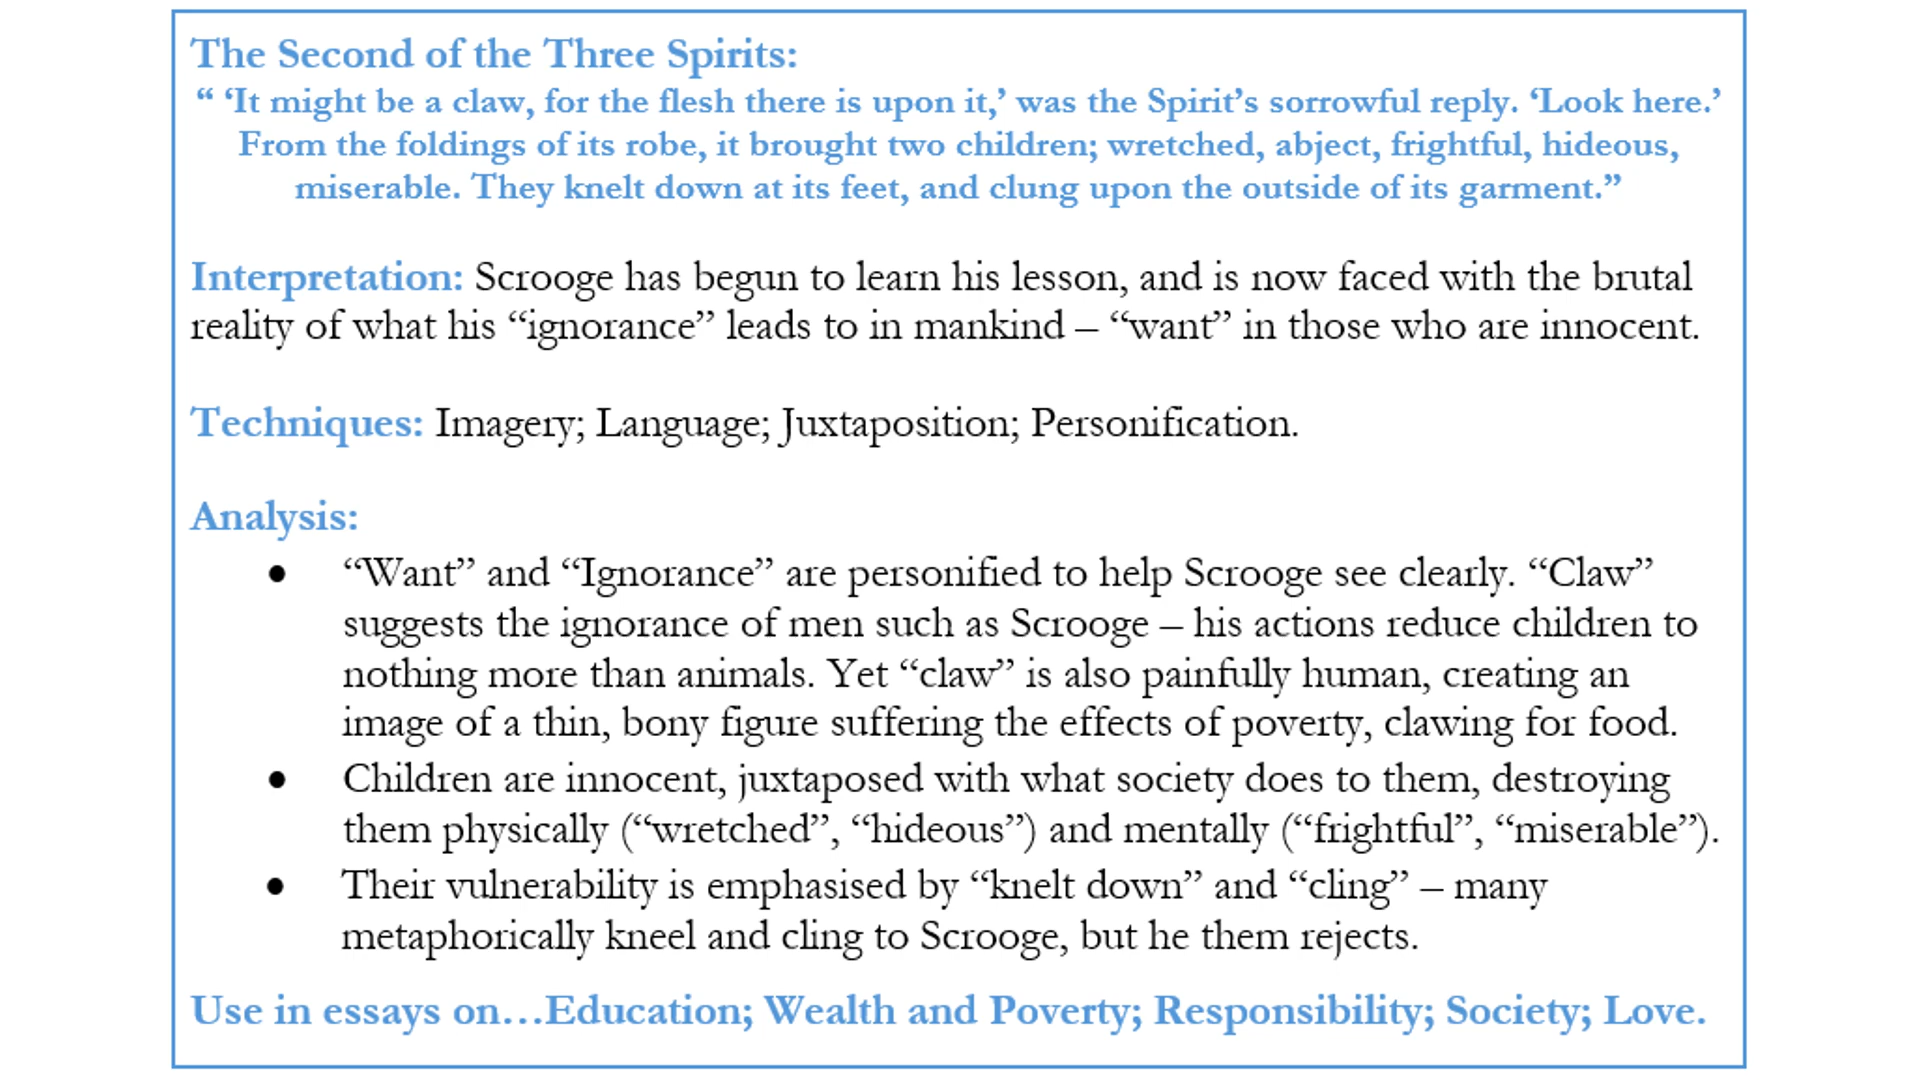 The Second of the Three Spirits:
“ ‘It might be a claw, for the flesh there is upon it,’ was the Spirit’s sorrowful reply. ‘Look here.’
From the foldings of its robe, it brought two children; wretched, abject, frightful, hideous,
miserable. They knelt down at its feet, and clung upon the outside of its garment.”
Interpretation: Scrooge has begun to learn his lesson, and is now faced with the brutal
reality of what his “ignorance” leads to in mankind – “want” in those who are innocent.
Techniques: Imagery; Language; Juxtaposition; Personification.
Analysis:
● “Want” and “Ignorance” are personified to help Scrooge see clearly. “Claw”
suggests the ignorance of men such as Scrooge – his actions reduce children to
nothing more than animals. Yet “claw” is also painfully human, creating an
image of a thin, bony figure suffering the effects of poverty, clawing for food.
● Children are innocent, juxtaposed with what society does to them, destroying
them physically (“wretched”, “hideous”) and mentally (“frightful”, “miserable”).
● Their vulnerability is emphasised by “knelt down” and “cling” – many
metaphorically kneel and cling to Scrooge, but he them rejects.
Use in essays on…Education; Wealth and Poverty; Responsibility; Society; Love.